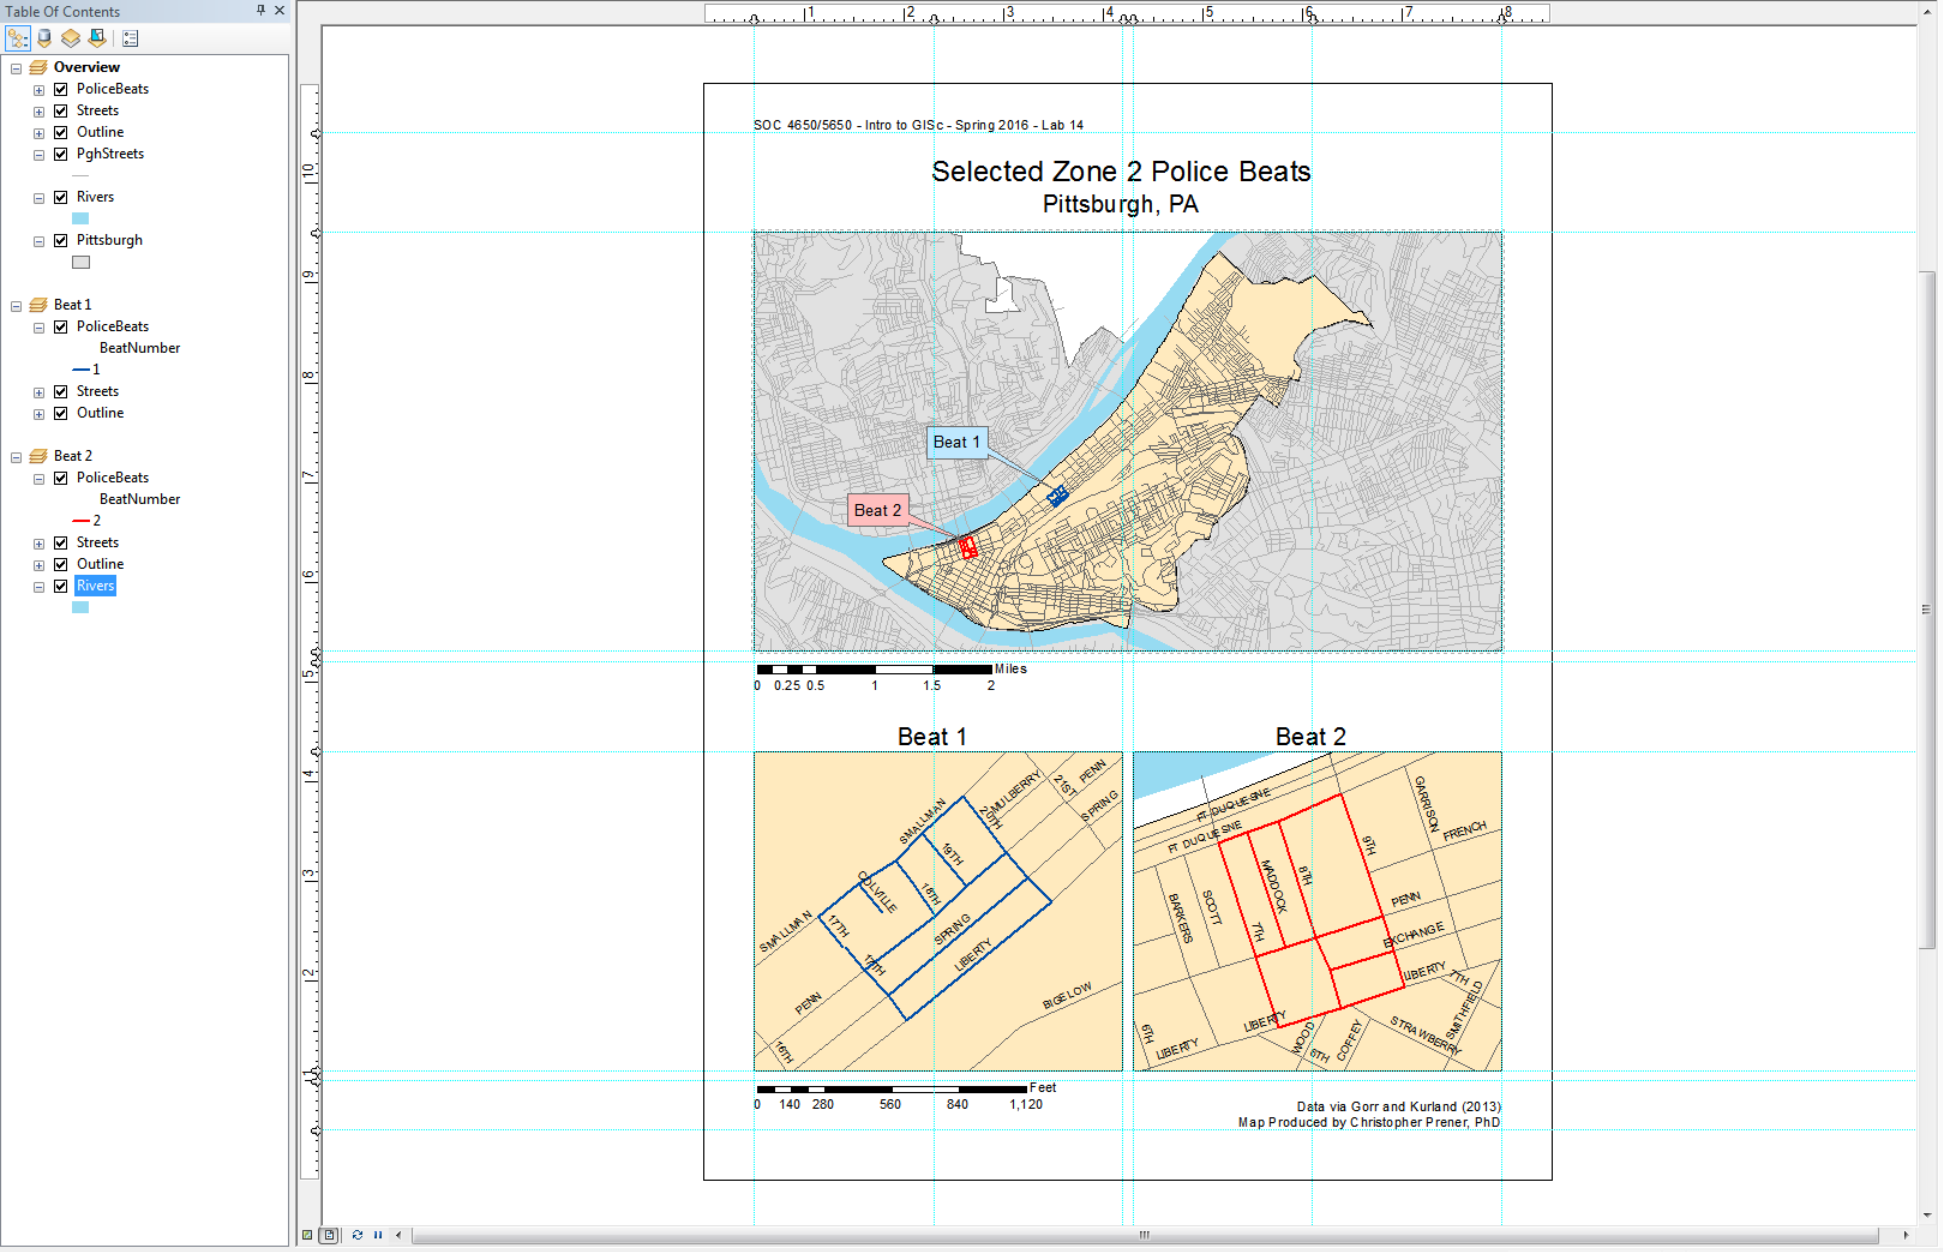 Table Of Contents
Overview
PoliceBeats
Streets
Outline
PghStreets
Rivers
Pittsburgh
Beat 1
PoliceBeats
BeatNumber
1
Streets
Outline
Beat 2
PoliceBeats
BeatNumber
2
Streets
Outline
Rivers
1 2 3 4 5 6 7 8
10
9
8
7
6
5
4
3
2
1
SOC 4650/5650 - Intro to GISc - Spring 2016 - Lab 14
Selected Zone 2 Police Beats
Pittsburgh, PA
Beat 1
Beat 2
Miles
0 0.25 0.5 1 1.5 2
Beat 1
SMALLMAN
20TH
MULBERRY
21ST
PENN
SPRING
19TH
18TH
COLVILLE
SMALLMAN
17TH
17TH
SPRING
LIBERTY
PENN
BIGELOW
16TH
Feet
0 140 280 560 840 1,120
Beat 2
FT DUQUESNE
FT DUQUESNE
GARRISON
FRENCH
9TH
8TH
MADDOCK
SCOTT
BARKERS
7TH
PENN
EXCHANGE
LIBERTY
7TH
SMITHFIELD
STRAWBERRY
COFFEY
6TH
WOOD
LIBERTY
LIBERTY
6TH
Data via Gorr and Kurland (2013)
Map Produced by Christopher Prener, PhD